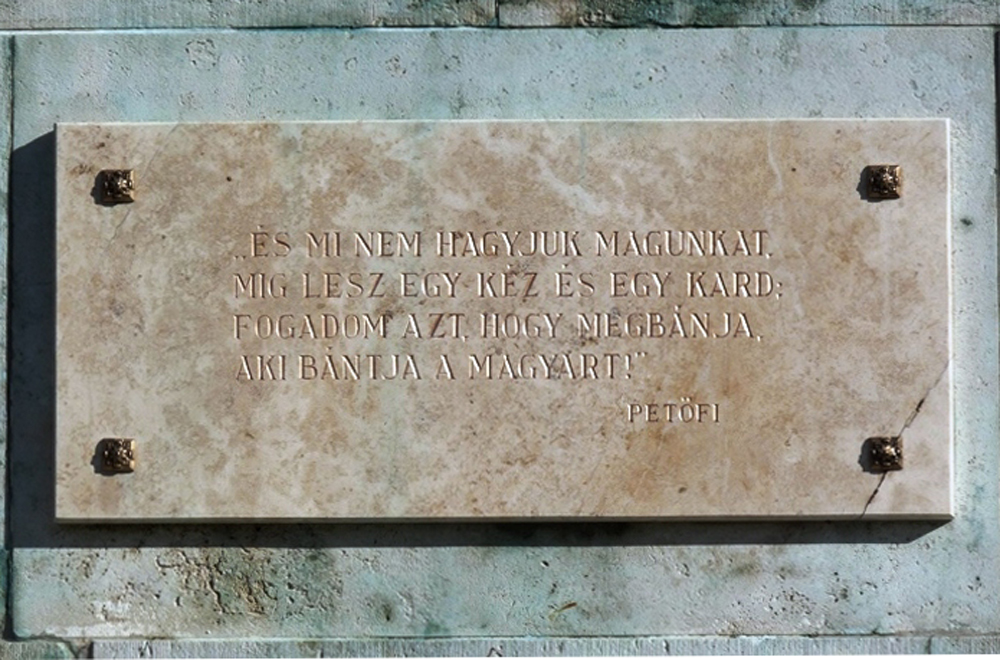 „ÉS MI NEM HAGYJUK MAGUNKAT,
MIG LESZ EGY KÉZ ÉS EGY KARD;
FOGADOM AZT, HOGY MEGBÁNJA,
AKI BÁNTJA A MAGYART!"
PETŐFI